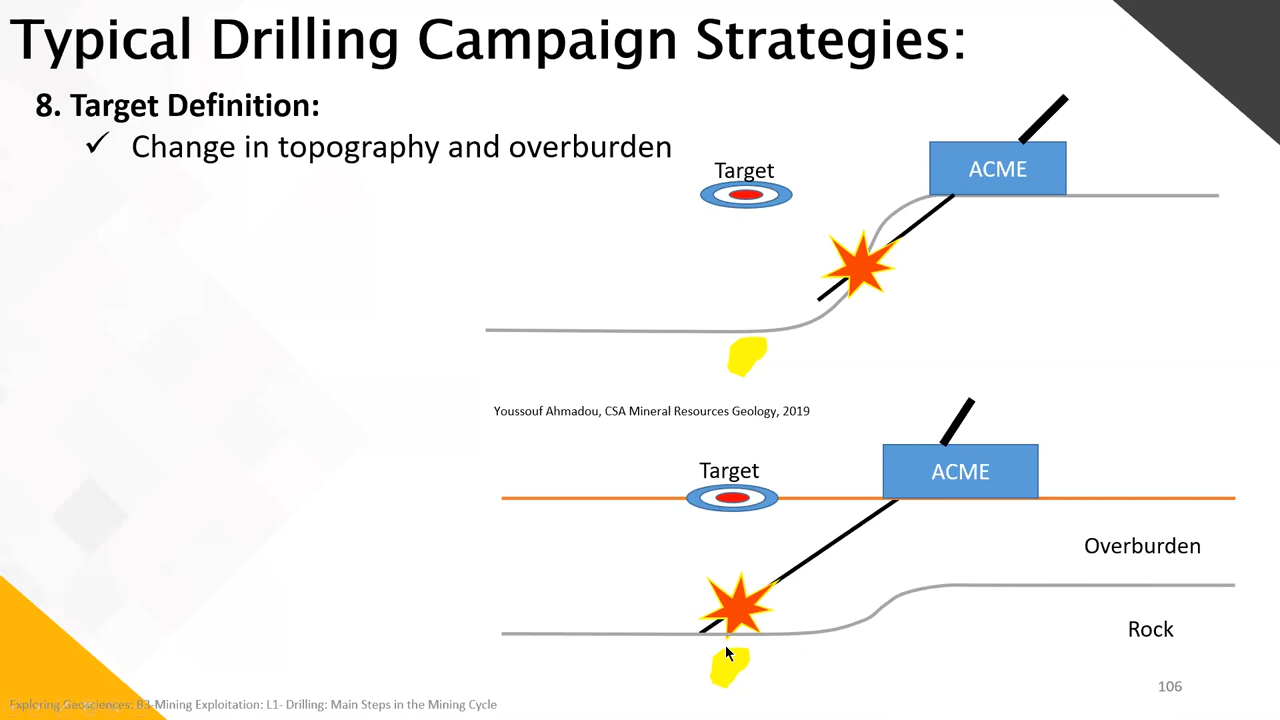 Typical Drilling Campaign Strategies:
8. Target Definition:
✓ Change in topography and overburden
Target
ACME
Youssouf Ahmadou, CSA Mineral Resources Geology, 2019
Target
ACME
Overburden
Rock
106
Exploring Geosciences: B3-Mining Exploitation: L1- Drilling: Main Steps in the Mining Cycle